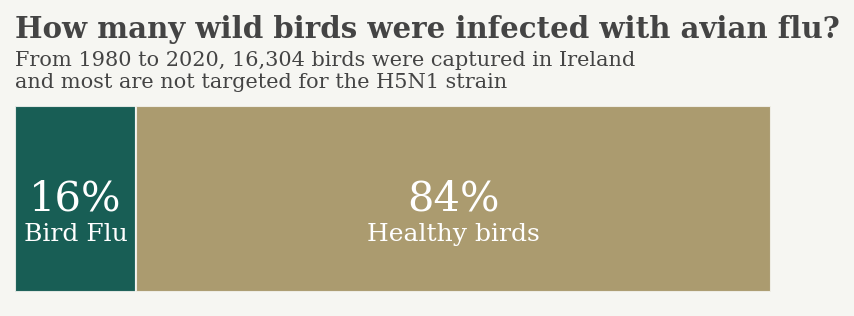 How many wild birds were infected with avian flu?
From 1980 to 2020, 16,304 birds were captured in Ireland
and most are not targeted for the H5N1 strain
16%
Bird Flu
84%
Healthy birds